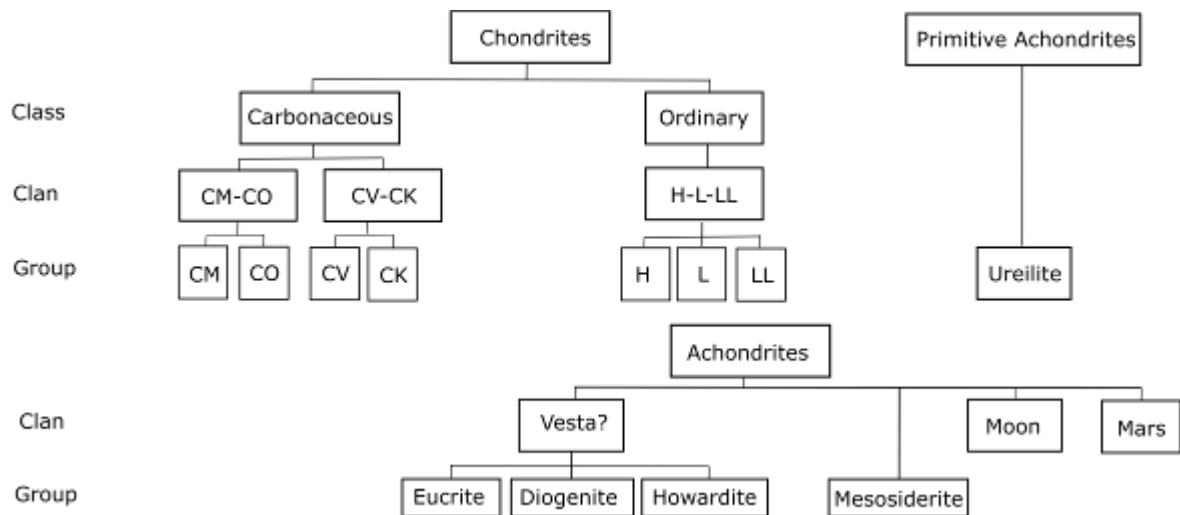 Chondrites
Primitive Achondrites
Class
Carbonaceous
Ordinary
Clan
CM-CO
CV-CK
H-L-LL
Group
CM
CO
CV
CK
H
L
LL
Ureilite
Achondrites
Clan
Vesta?
Moon
Mars
Group
Eucrite
Diogenite
Howardite
Mesosiderite